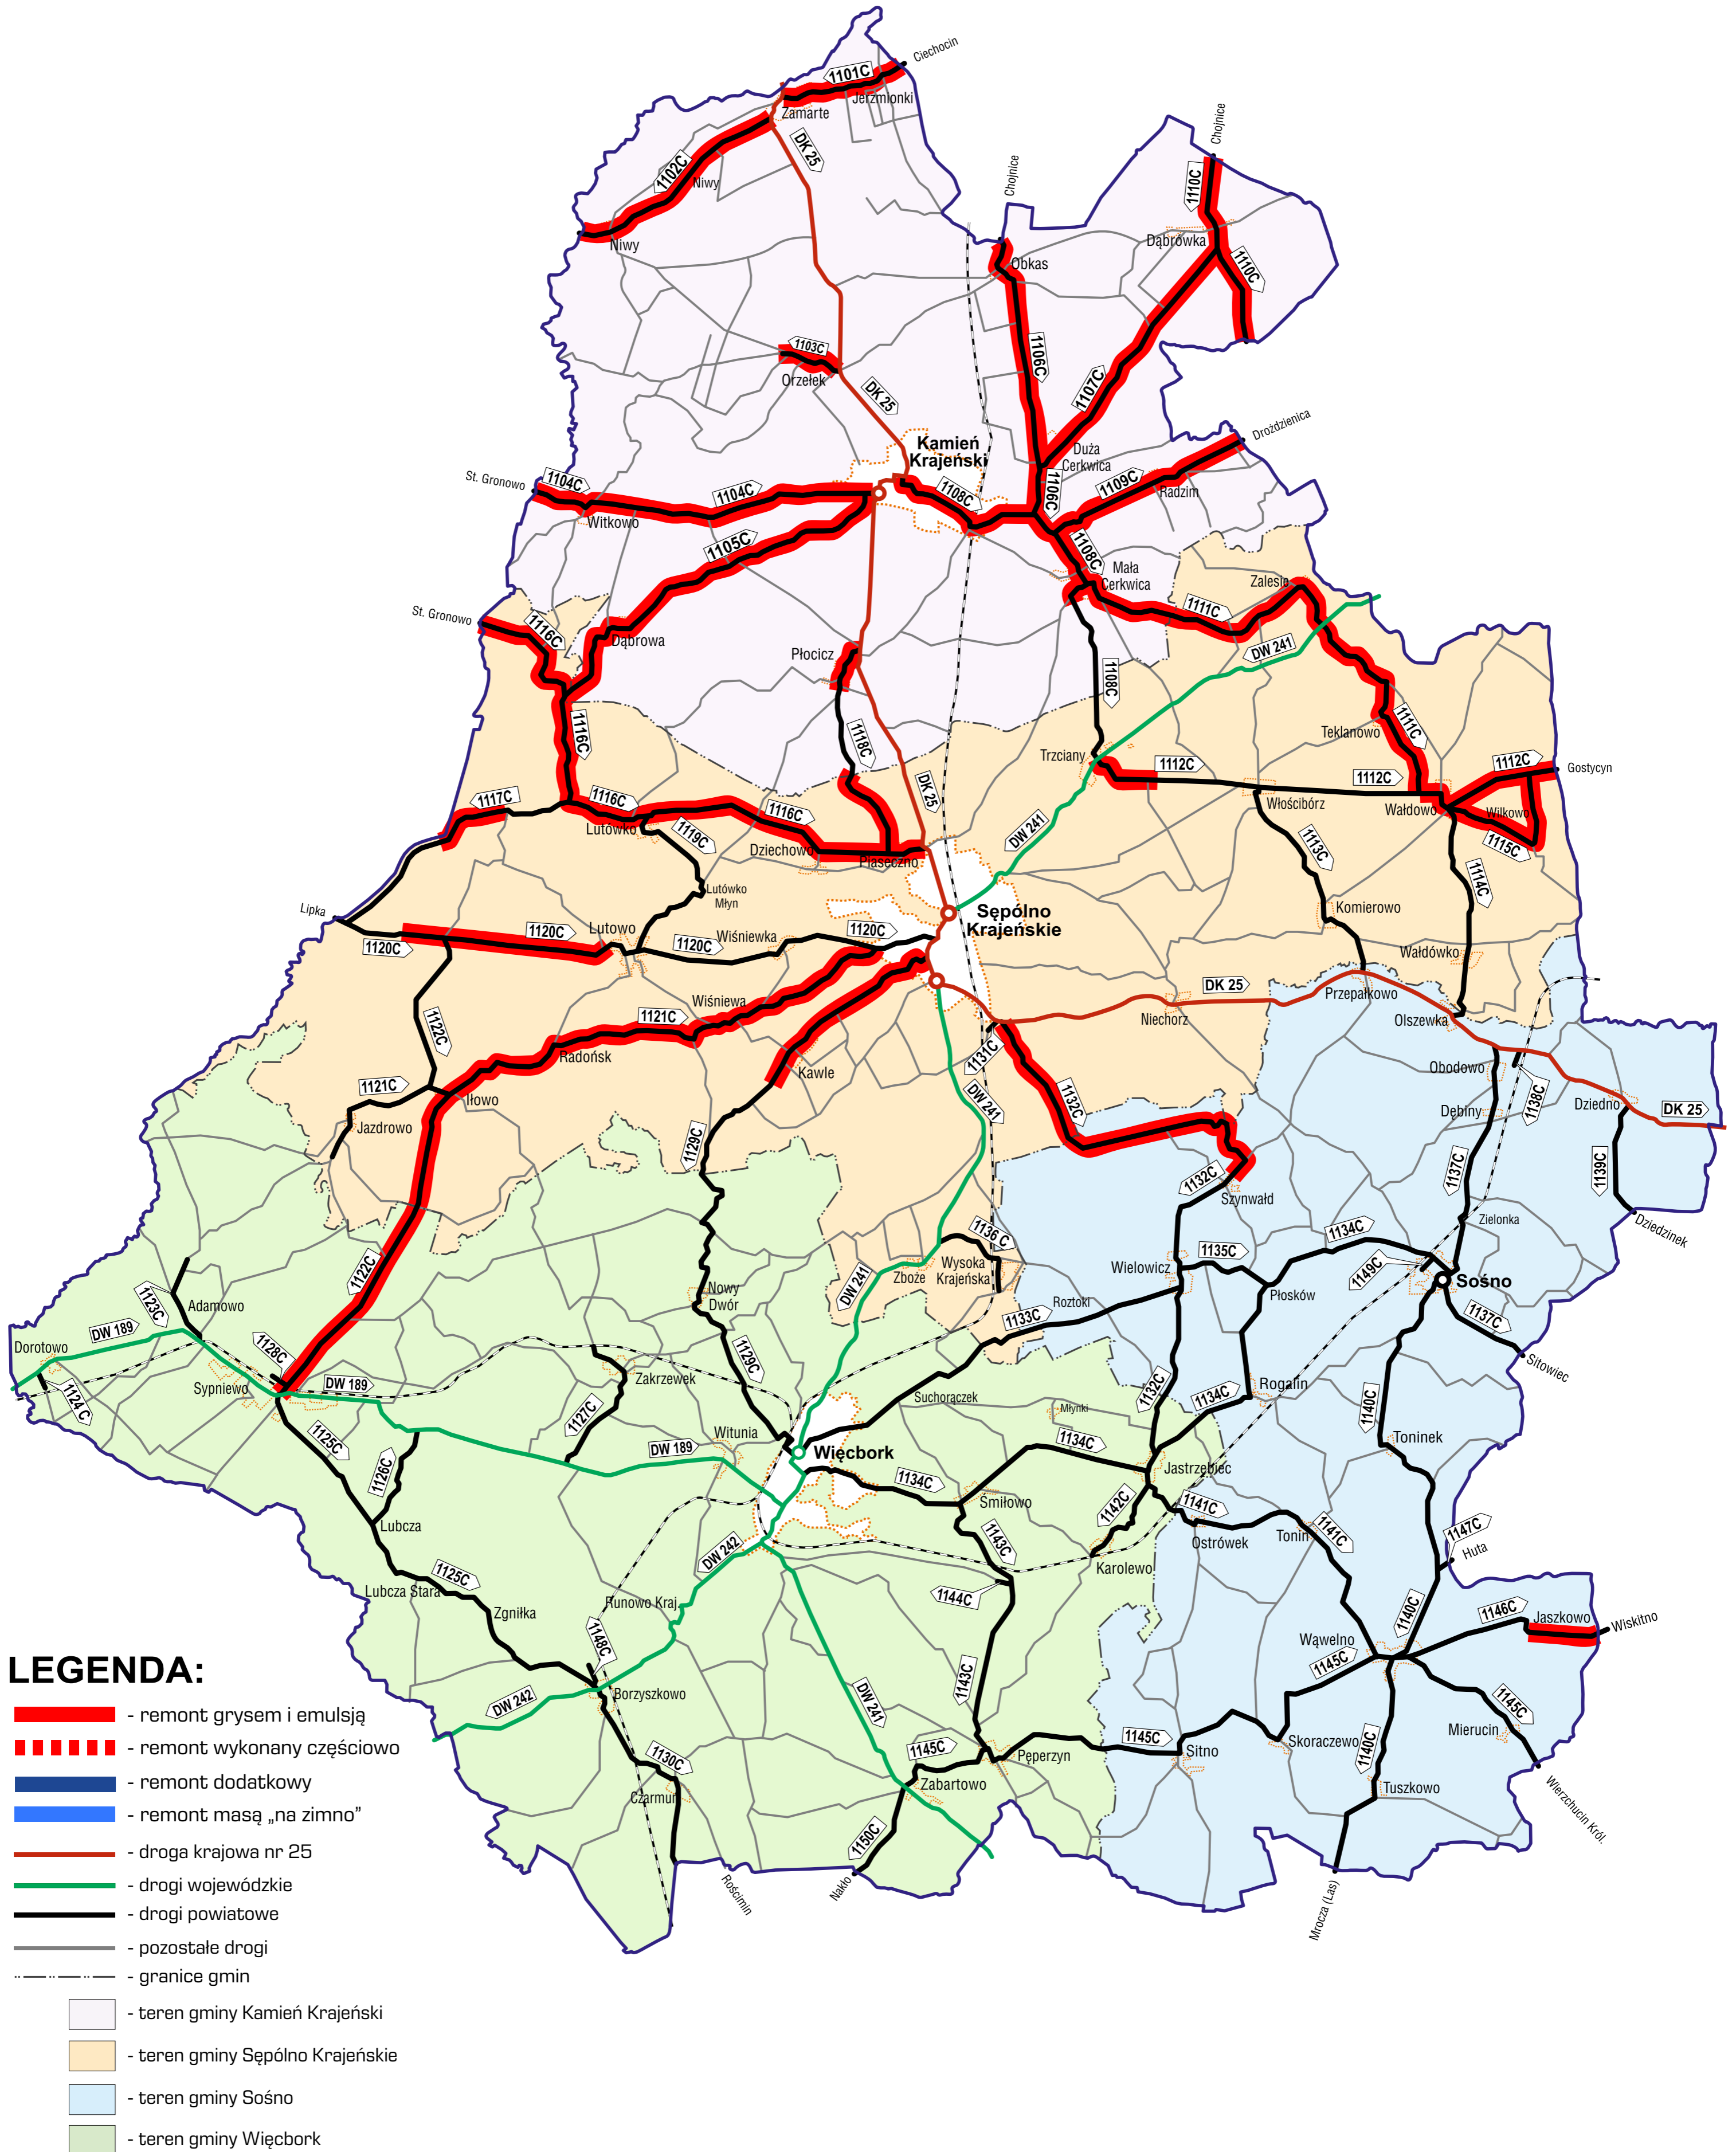 Ciechocin
1101C
Jerzmionki
Zamarte
DK 25
1102C
Niwy
Niwy
Chojnice
Chojnice
1110C
Dąbrówka
1110C
Obkas
1103C
Orzełek
1106C
1107C
DK 25
Kamień
Krajeński
Duża
Cerkwica
Drożdzienica
St. Gronowo
1104C
1104C
1108C
1106C
1109C
Radzim
Witkowo
1105C
1108C
Mała
Cerkwica
Zalesie
St. Gronowo
1116C
1111C
Dąbrowa
Płocicz
DW 241
1108C
1116C
1118C
Teklanowo
1111C
Trzciany
1112C
1112C
1112C
Gostycyn
DK 25
1117C
1116C
1116C
Włościbórz
Wałdowo
Wilkowo
Lutówko
1119C
DW 241
Dziechowo
Piaseczno
1113C
1115C
Lutówko
Młyn
1114C
Lipka
Sępólno
Krajeńskie
Komierowo
1120C
1120C
Lutowo
1120C
Wiśniewka
1120C
Wałdówko
Wiśniewa
1121C
DK 25
Przepałkowo
Niechorz
Olszewka
1122C
Radońsk
Kawle
1131C
Obodowo
1138C
1121C
Iłowo
DW 241
1132C
Dębiny
Dziedno
DK 25
Jazdrowo
1129C
1137C
1139C
1132C
Szynwałd
Zielonka
Dziedzinek
1136 C
1134C
1135C
1122C
Zboże
Wysoka
Krajeńska
Wielowicz
1149C
Sośno
1123C
Adamowo
Nowy
Dwór
DW 241
Roztoki
1133C
Płosków
1137C
Dorotowo
DW 189
1128C
Sitowiec
1124 C
Sypniewo
DW 189
1129C
Zakrzewek
Suchorączek
1132C
1134C
Rogalin
1140C
1127C
Młynki
1125C
1126C
Witunia
DW 189
Więcbork
1134C
1134C
Jastrzębiec
Toninek
Śmiłowo
1142C
1141C
Lubcza
1143C
Ostrówek
Tonin
1141C
1147C
Huta
DW 242
Karolewo
Lubcza Stara
1125C
1144C
Zgniłka
Runowo Kraj.
1140C
1146C
Jaszkowo
Wiskitno
1148C
Wąwelno
1145C
LEGENDA:
Borzyszkowo
1143C
DW 242
DW 241
1145C
- remont grysem i emulsją
1145C
1145C
Skoraczewo
Mierucin
- remont wykonany częściowo
Pęperzyn
Sitno
1140C
1130C
Zabartowo
Tuszkowo
- remont dodatkowy
Czarmuń
Wierzchucin Król.
- remont masą „na zimno”
1150C
- droga krajowa nr 25
Nakło
Rościmin
Mrocza (Las)
- drogi wojewódzkie
- drogi powiatowe
- pozostałe drogi
- granice gmin
- teren gminy Kamień Krajeński
- teren gminy Sępólno Krajeńskie
- teren gminy Sośno
- teren gminy Więcbork